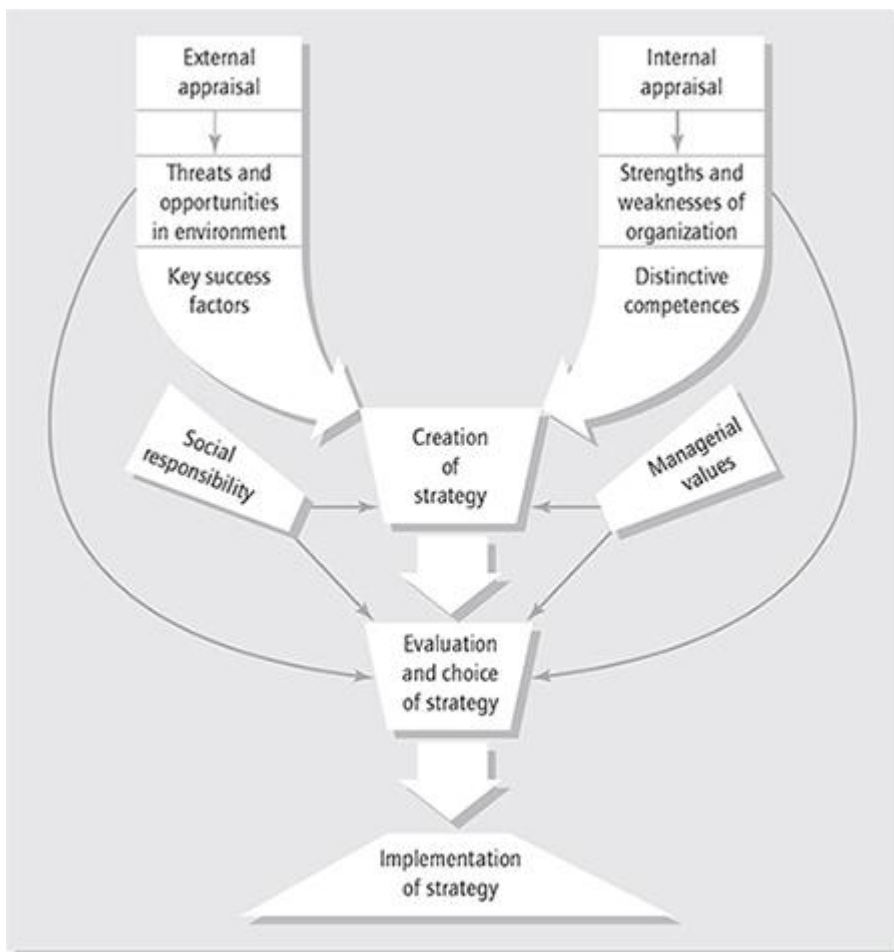 External
appraisal
Internal
appraisal
Threats and
opportunities
in environment
Strengths and
weaknesses of
organization
Key success
factors
Distinctive
competences
Social
responsibility
Creation
of
strategy
Managerial
values
Evaluation
and choice
of strategy
Implementation
of strategy